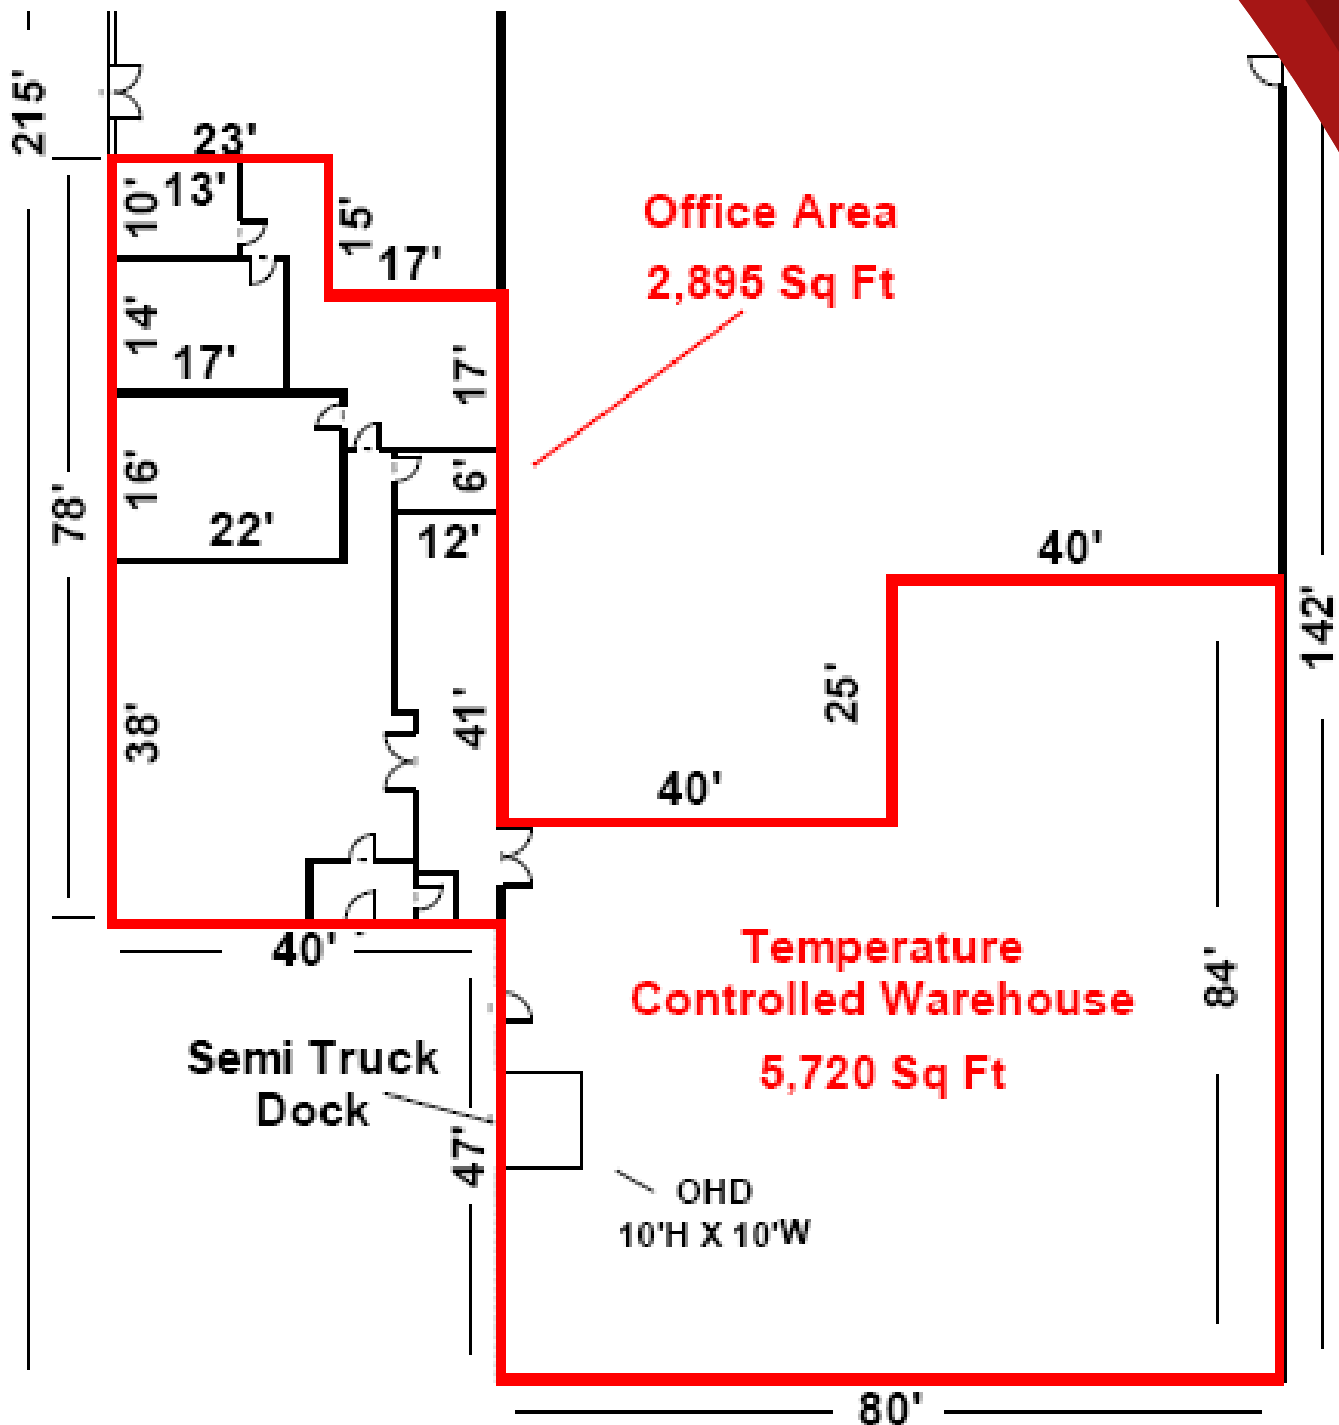 215'
23'
13'
10'
15'
17'
Office Area
2,895 Sq Ft
14'
17'
17'
16'
22'
6'
12'
78'
40'
142'
38'
41'
25'
40'
40'
Temperature
Controlled Warehouse
5,720 Sq Ft
84'
Semi Truck
Dock
47'
OHD
10'H X 10'W
80'